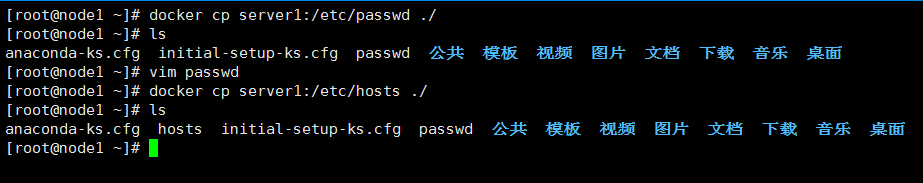 [root@node1 ~]# docker cp server1:/etc/passwd ./
[root@node1 ~]# ls
anaconda-ks.cfg initial-setup-ks.cfg passwd 公共 模板 视频 图片 文档 下载 音乐 桌面
[root@node1 ~]# vim passwd
[root@node1 ~]# docker cp server1:/etc/hosts ./
[root@node1 ~]# ls
anaconda-ks.cfg hosts initial-setup-ks.cfg passwd 公共 模板 视频 图片 文档 下载 音乐 桌面
[root@node1 ~]#